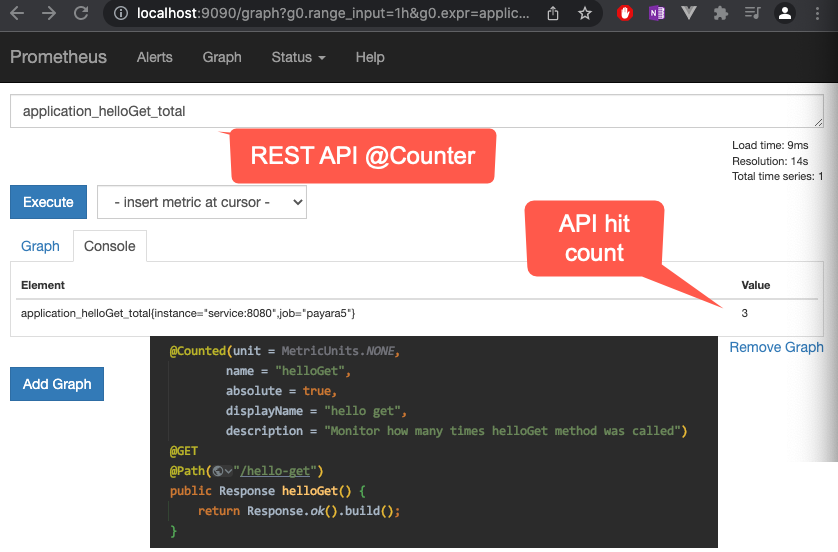 localhost:9090/graph?g0.range_input=1h&g0.expr=applic...
Prometheus Alerts Graph Status Help
application_helloGet_total
REST API @Counter
Load time: 9ms
Resolution: 14s
Total time series: 1
Execute
- insert metric at cursor -
API hit
count
Graph Console
Element Value
application_helloGet_total{instance="service:8080",job="payara5"} 3
Remove Graph
Add Graph
@Counted(unit = MetricUnits.NONE,
name = "helloGet",
absolute = true,
displayName = "hello get",
description = "Monitor how many times helloGet method was called")
@GET
@Path("/hello-get")
public Response helloGet() {
return Response.ok().build();
}